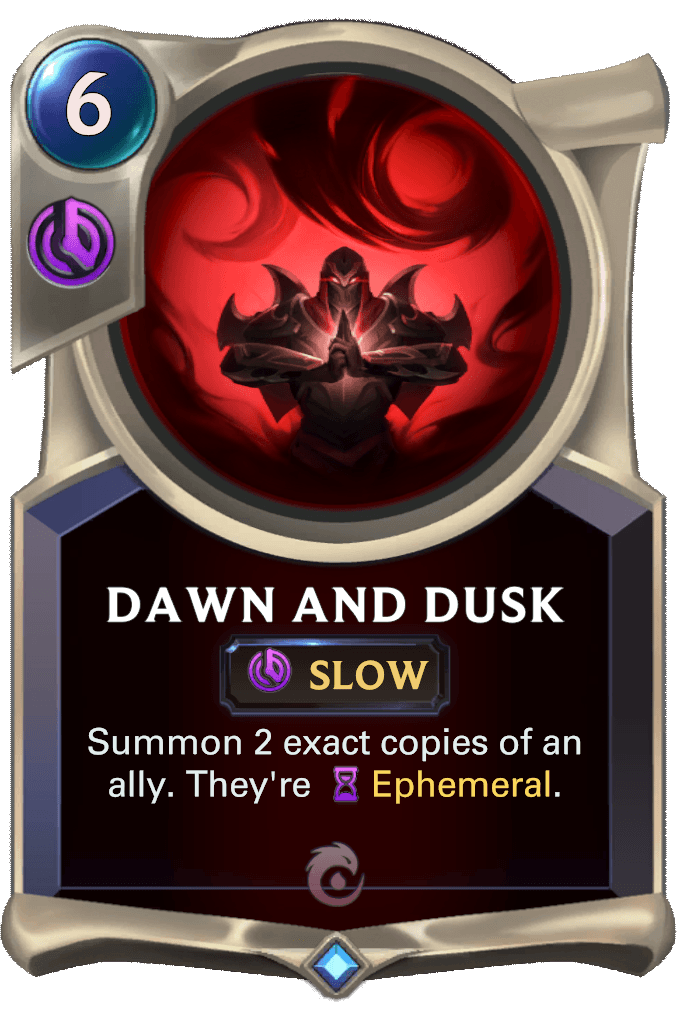 6
DAWN AND DUSK
SLOW
Summon 2 exact copies of an
ally. They're Ephemeral.